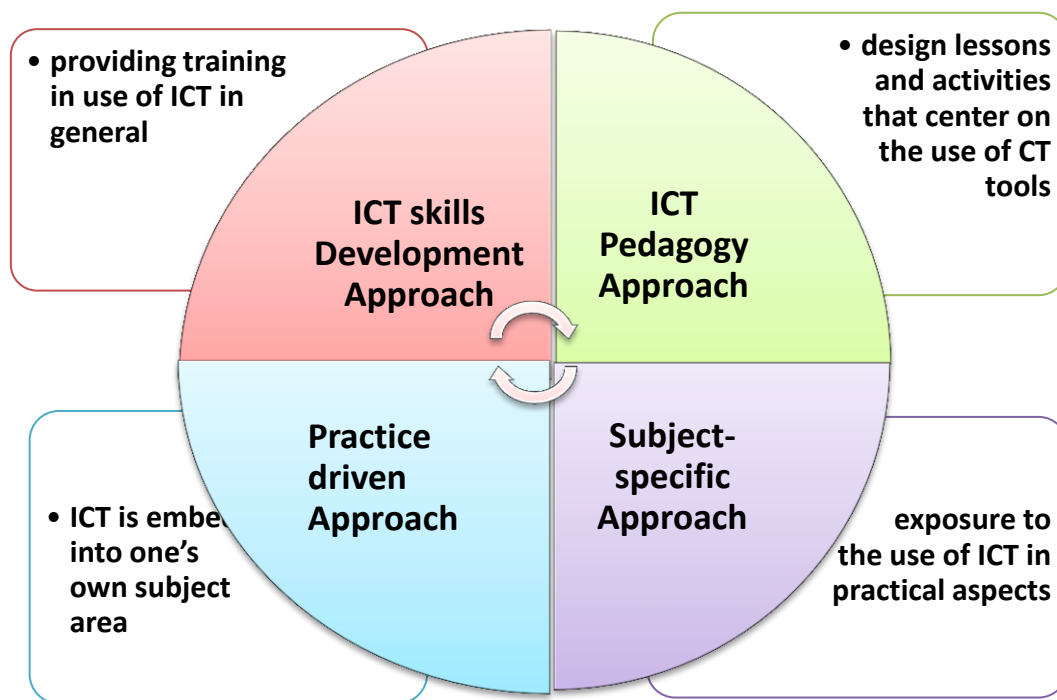 • providing training
in use of ICT in
general
• design lessons
and activities
that center on
the use of CT
tools
ICT skills
Development
Approach
ICT
Pedagogy
Approach
Practice
driven
Approach
Subject-
specific
Approach
• ICT is
into one's
own subject
area
exposure to
the use of ICT in
practical aspects